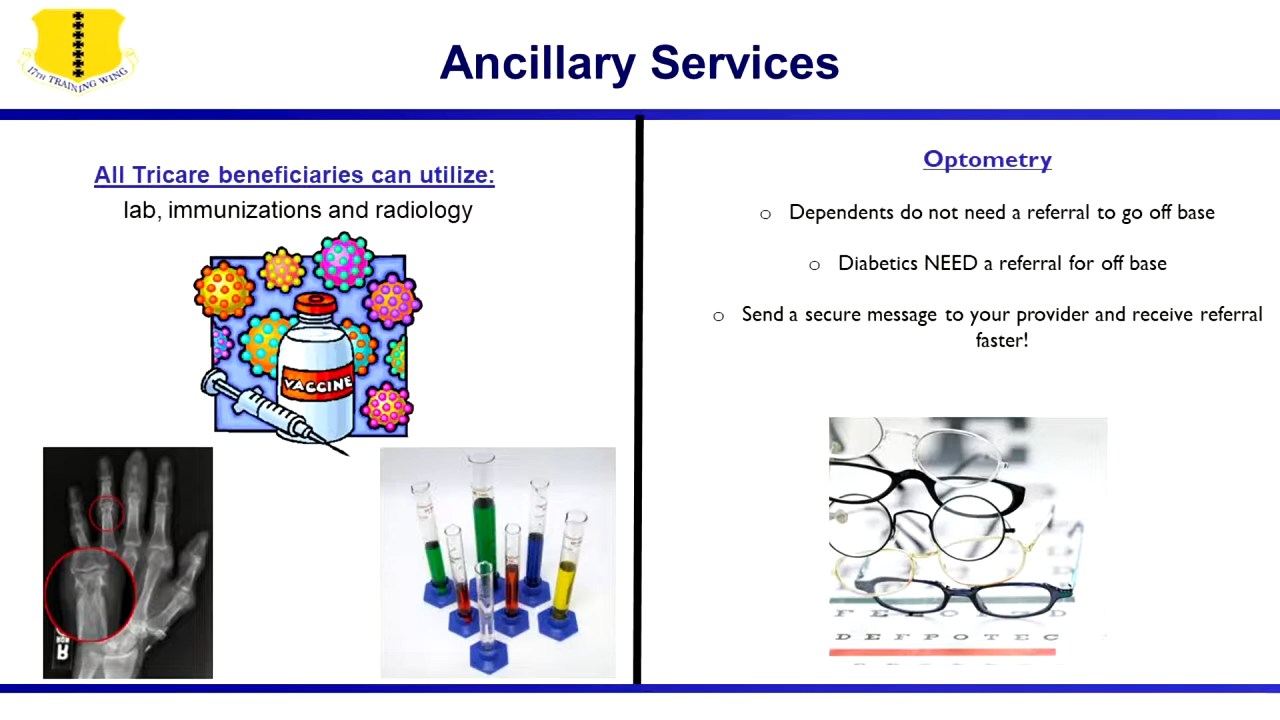 17TH TRAINING WING
Ancillary Services
All Tricare beneficiaries can utilize:
lab, immunizations and radiology
VACCINE
R
Optometry
o Dependents do not need a referral to go off base
o Diabetics NEED a referral for off base
o Send a secure message to your provider and receive referral
faster!
D E F P O T E C